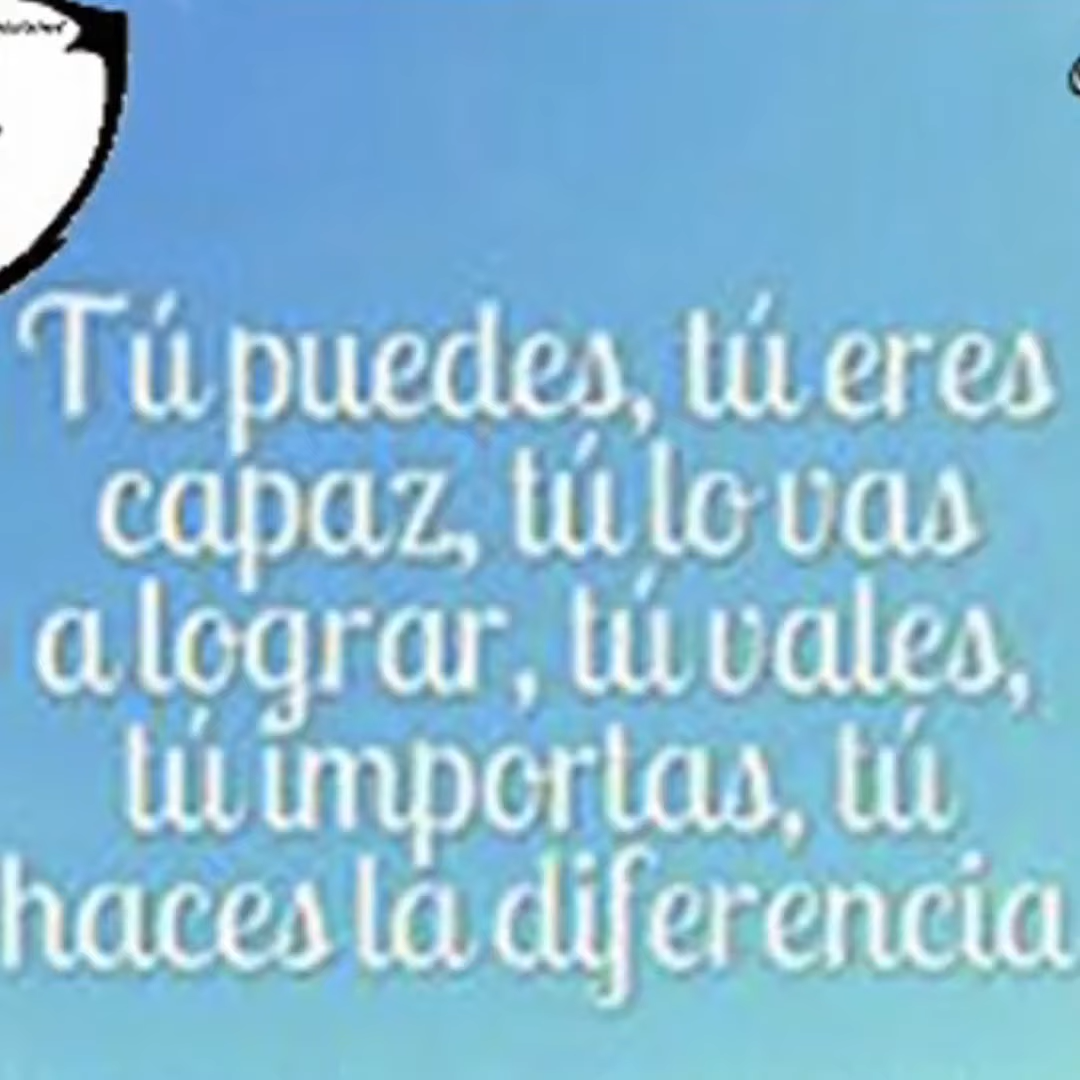 Tú puedes, tú eres
capaz, tú lo vas
a lograr, tú vales,
tú importas, tú
haces la diferencia